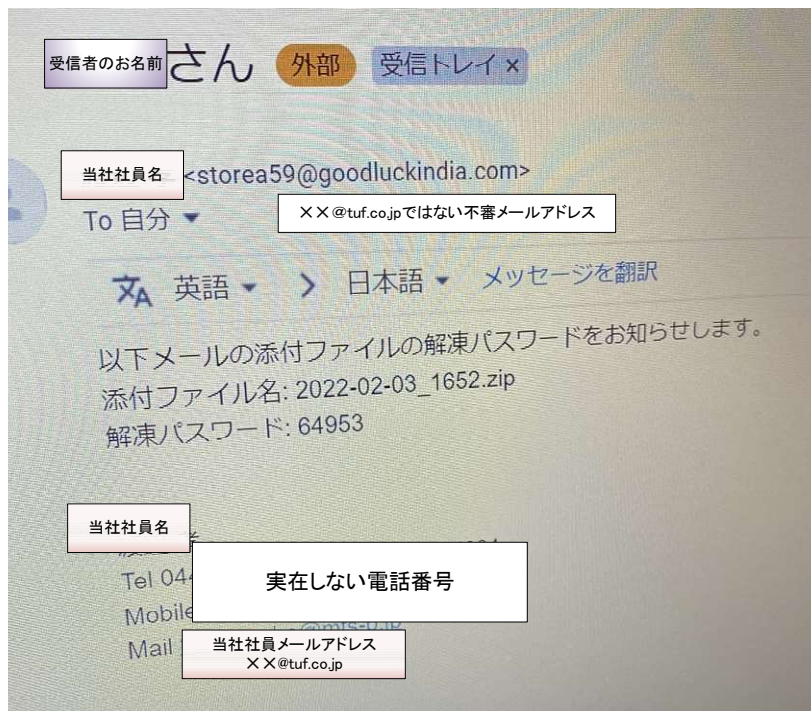 受信者のお名前 さん 外部 受信トレイ ×
当社社員名 <storea59@goodluckindia.com>
To 自分
××@tuf.co.jpではない不審メールアドレス
英語 > 日本語 メッセージを翻訳
以下メールの添付ファイルの解凍パスワードをお知らせします。
添付ファイル名: 2022-02-03_1652.zip
解凍パスワード: 64953
当社社員名
Tel 044
実在しない電話番号
Mobile
Mail
当社社員メールアドレス
××@tuf.co.jp